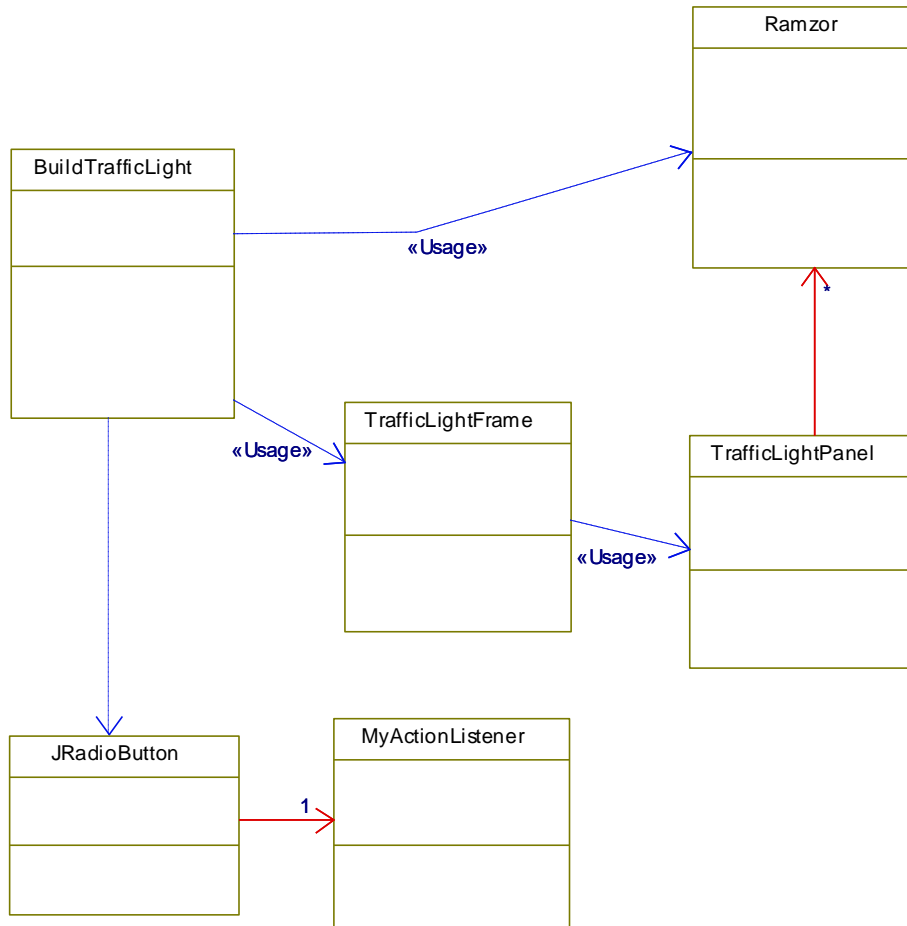 Ramzor
BuildTrafficLight
«Usage»
*
TrafficLightFrame
«Usage»
TrafficLightPanel
«Usage»
JRadioButton
MyActionListener
1